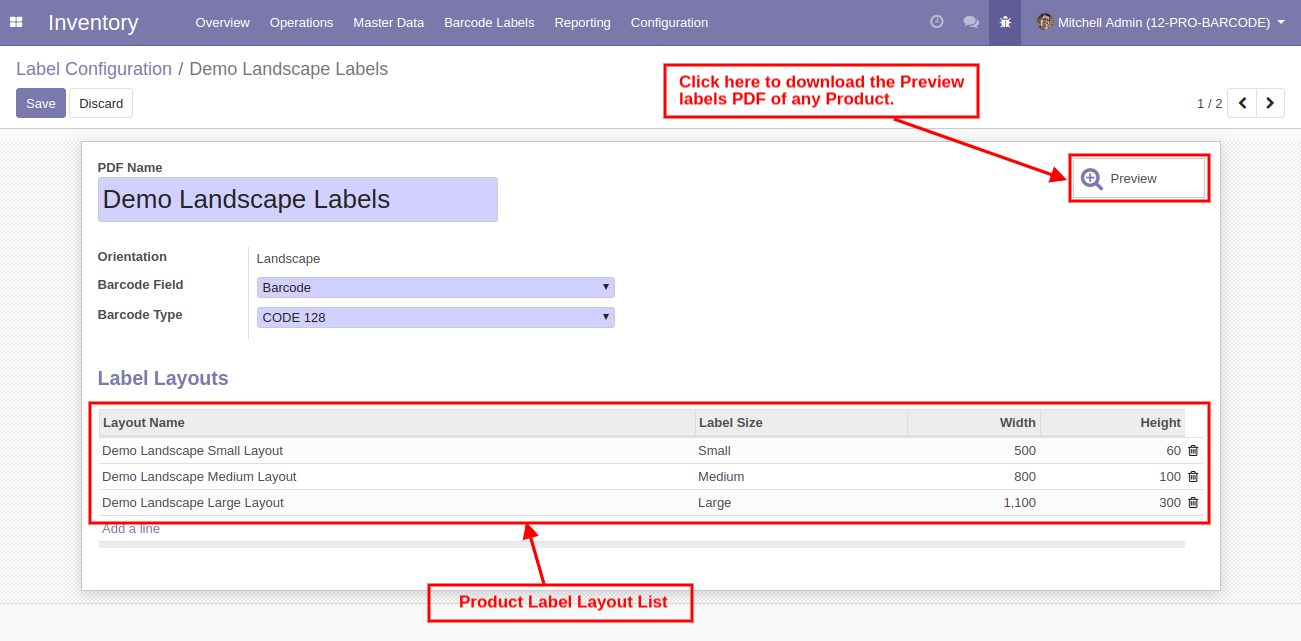 Inventory Overview Operations Master Data Barcode Labels Reporting Configuration Mitchell Admin (12-PRO-BARCODE)
Label Configuration / Demo Landscape Labels
Save Discard
Click here to download the Preview
labels PDF of any Product.
1 / 2
PDF Name
Demo Landscape Labels
Preview
Orientation Landscape
Barcode Field Barcode
Barcode Type CODE 128
Label Layouts
Layout Name Label Size Width Height
Demo Landscape Small Layout Small 500 60
Demo Landscape Medium Layout Medium 800 100
Demo Landscape Large Layout Large 1,100 300
Add a line
Product Label Layout List